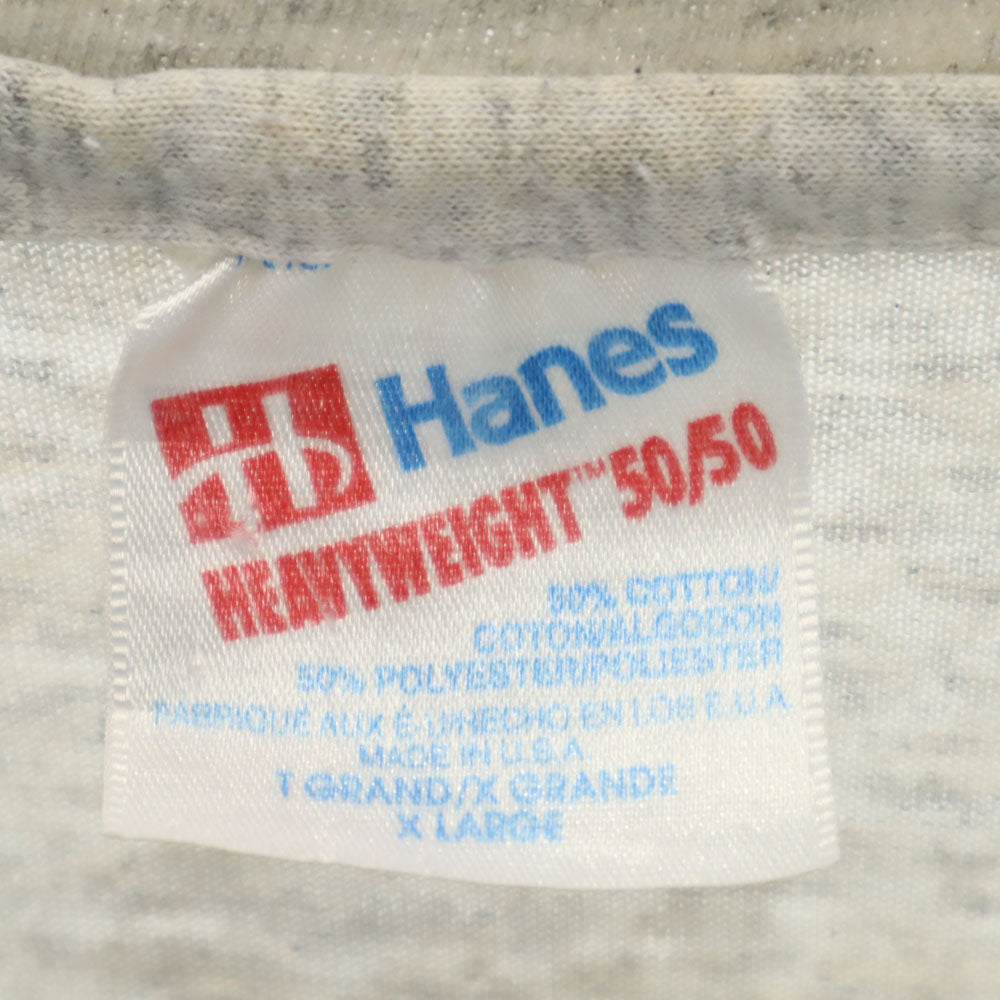 Hanes
HEAVYWEIGHT™ 50/50
50% COTTON/
COTON/ALGODON
50% POLYESTER/POLIESTER
FABRIQUÉ AUX É.U/HECHO EN LOS E.U.A.
MADE IN U.S.A.
T GRAND/X GRANDE
X LARGE